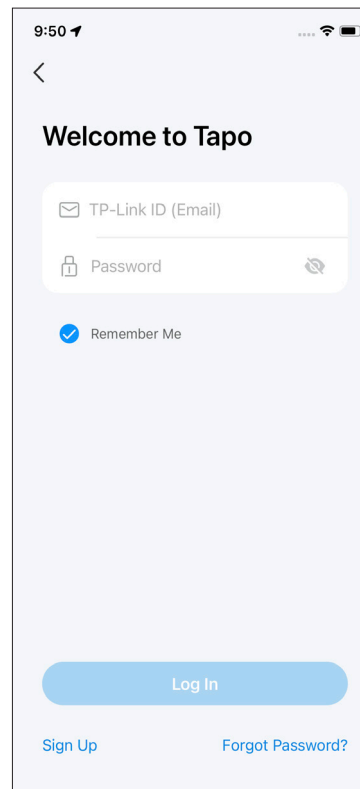 9:50
Welcome to Tapo
TP-Link ID (Email)
Password
Remember Me
Log In
Sign Up Forgot Password?